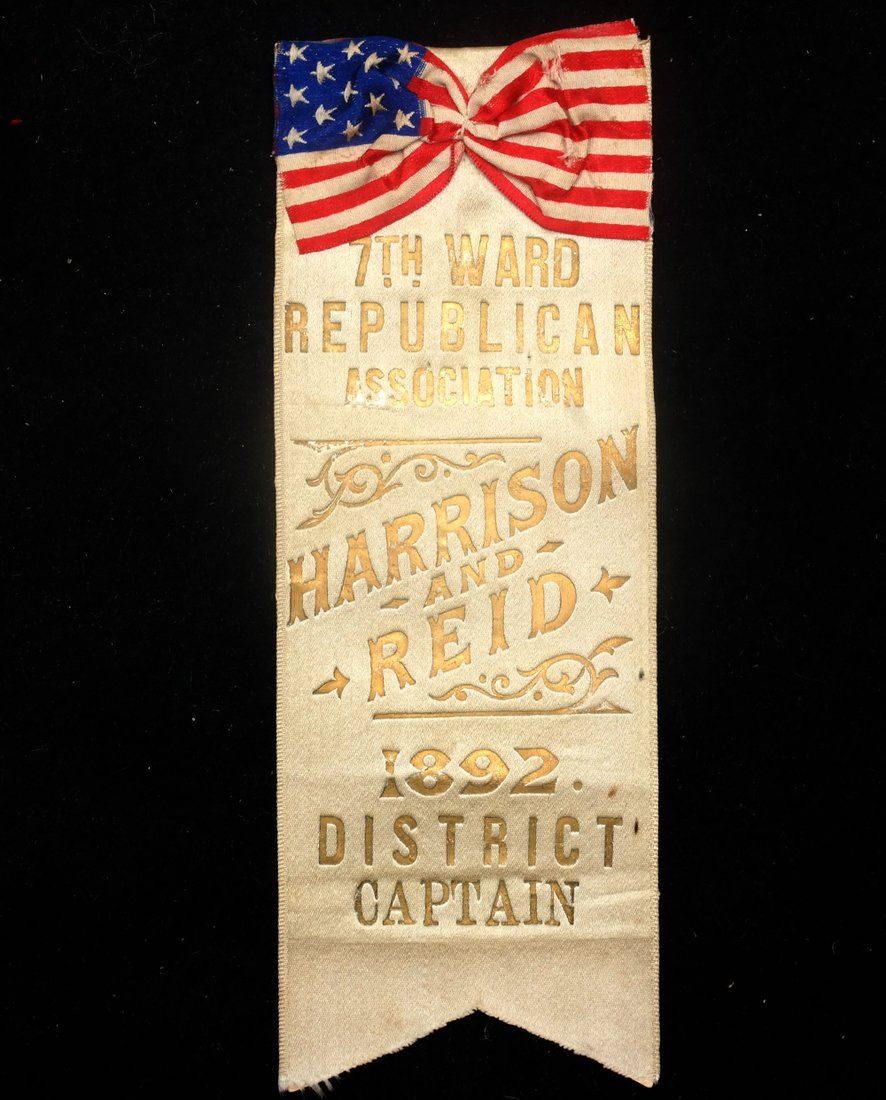 7TH WARD
REPUBLICAN
ASSOCIATION
HARRISON
AND
REID
1892.
DISTRICT
CAPTAIN